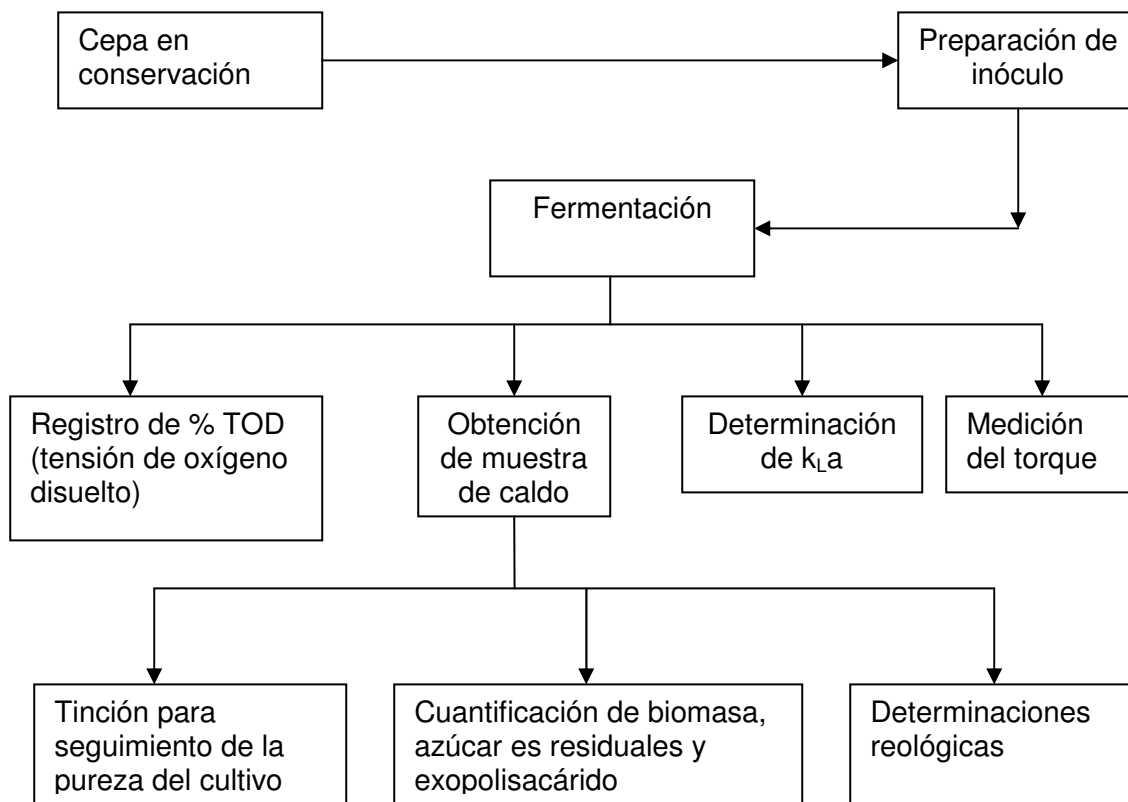 Cepa en
conservación
Preparación de
inóculo
Fermentación
Registro de % TOD
(tensión de oxígeno
disuelto)
Obtención
de muestra
de caldo
Determinación
de kLa
Medición
del torque
Tinción para
seguimiento de la
pureza del cultivo
Cuantificación de biomasa,
azúcar es residuales y
exopolisacárido
Determinaciones
reológicas